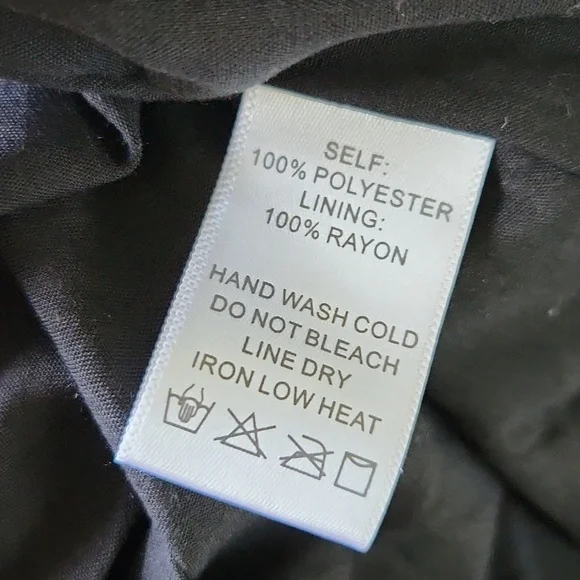 SELF:
100% POLYESTER
LINING:
100% RAYON
HAND WASH COLD
DO NOT BLEACH
LINE DRY
IRON LOW HEAT